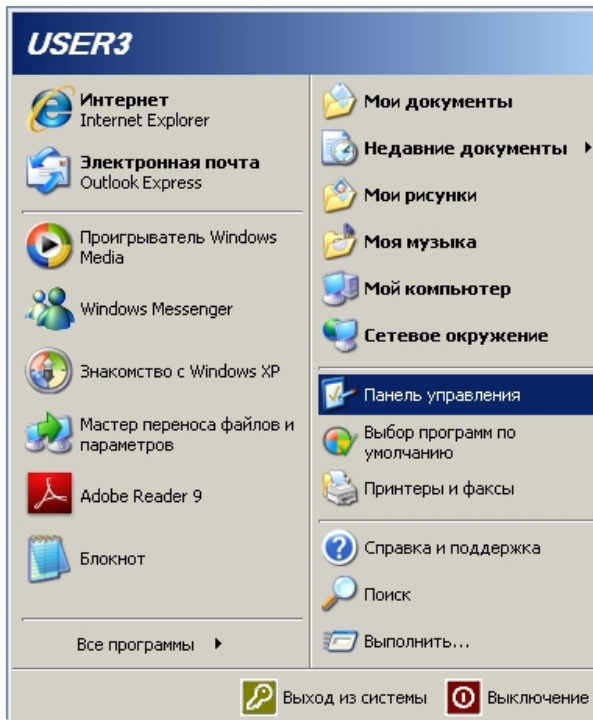 USER3
Интернет
Internet Explorer
Электронная почта
Outlook Express
Проигрыватель Windows
Media
Windows Messenger
Знакомство с Windows XP
Мастер переноса файлов и
параметров
Adobe Reader 9
Блокнот
Все программы
Мои документы
Недавние документы
Мои рисунки
Моя музыка
Мой компьютер
Сетевое окружение
Панель управления
Выбор программ по
умолчанию
Принтеры и факсы
Справка и поддержка
Поиск
Выполнить...
Выход из системы
Выключение